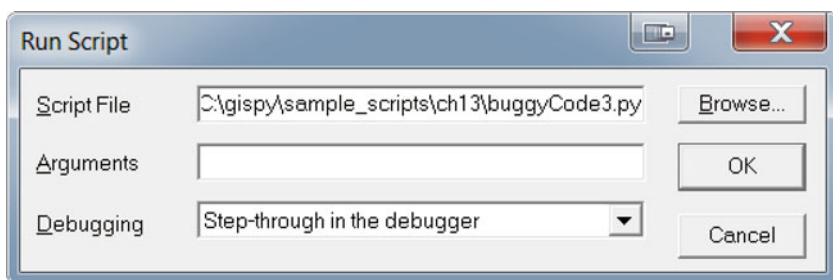 Run Script
Script File C:\gispy\sample_scripts\ch13\buggyCode3.py Browse...
Arguments OK
Debugging Step-through in the debugger Cancel